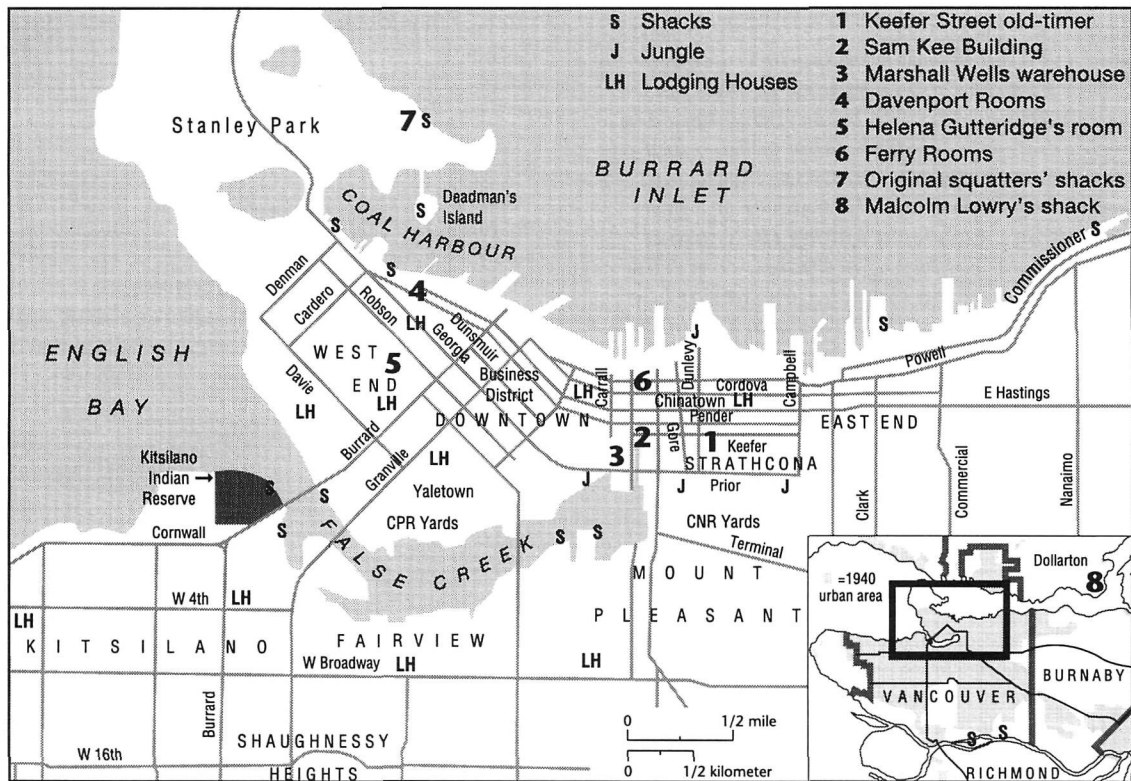 S Shacks
J Jungle
LH Lodging Houses
1 Keefer Street old-timer
2 Sam Kee Building
3 Marshall Wells warehouse
4 Davenport Rooms
5 Helena Gutteridge's room
6 Ferry Rooms
7 Original squatters' shacks
8 Malcolm Lowry's shack
Stanley Park
7 S
BURRARD
INLET
Deadman's
Island
S
COAL HARBOUR
S
S
4
Commissioner S
Denman
Cardero
Robson
LH
Georgia
Dunsmuir
S
J
Powell
ENGLISH
BAY
WEST
END
5
LH
LH
Davie
Burrard
Business
District
DOWNTOWN
LH
Carrall
6
Cordova
Chinatown
LH
Pender
Dunlevy
Campbell
E Hastings
EAST END
Gore
2
1
Keefer
3
STRATHCONA
Prior
J
J
J
Granville
LH
Yaletown
CPR Yards
Kitsilano
Indian
Reserve
S
S
S
Cornwall
FALSE CREEK
S
S
CNR Yards
Terminal
Clark
Commercial
Nanaimo
MOUNT
PLEASANT
W 4th
LH
LH
KITSILANO
FAIRVIEW
W Broadway
LH
LH
Burrard
SHAUGHNESSY
HEIGHTS
W 16th
0 1/2 mile
0 1/2 kilometer
=1940
urban area
Dollarton
8
BURNABY
VANCOUVER
S S
RICHMOND